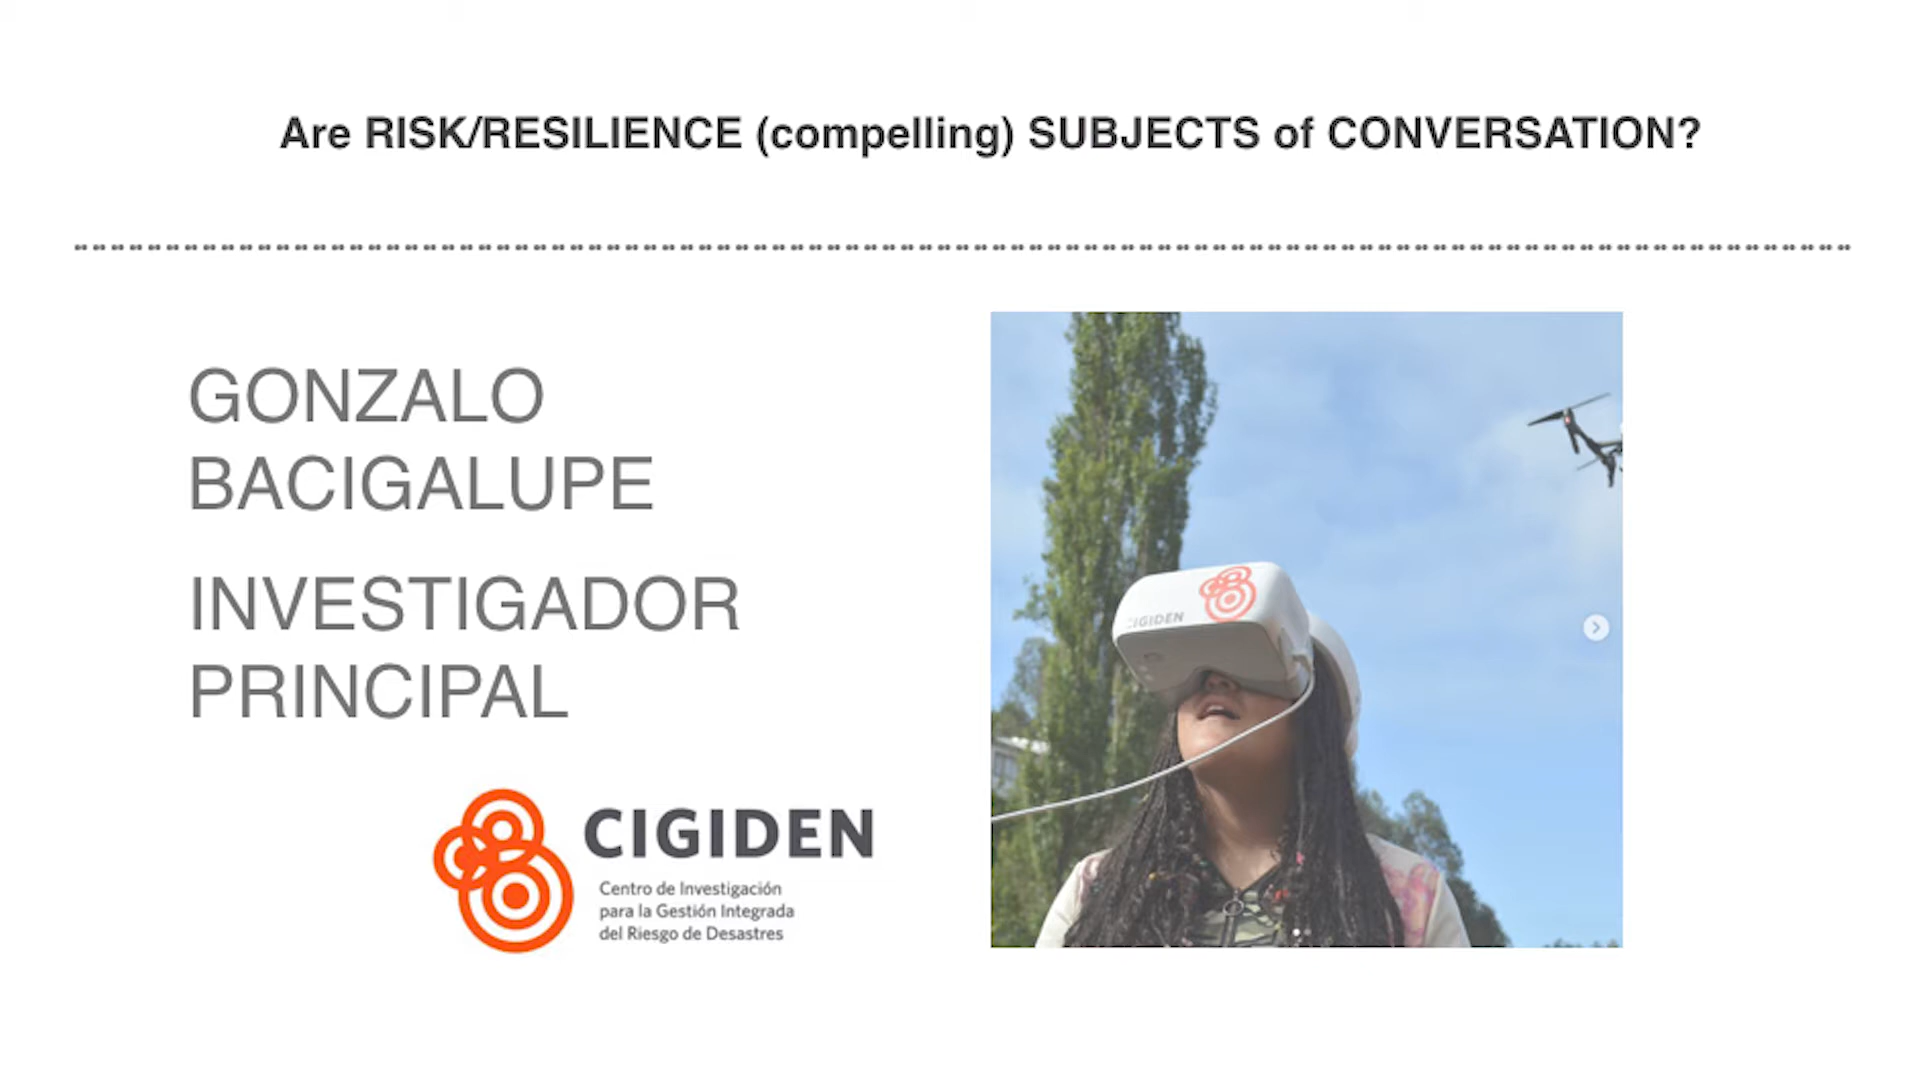 Are RISK/RESILIENCE (compelling) SUBJECTS of CONVERSATION?
GONZALO
BACIGALUPE
INVESTIGADOR
PRINCIPAL
CIGIDEN
Centro de Investigación
para la Gestión Integrada
del Riesgo de Desastres
CIGIDEN